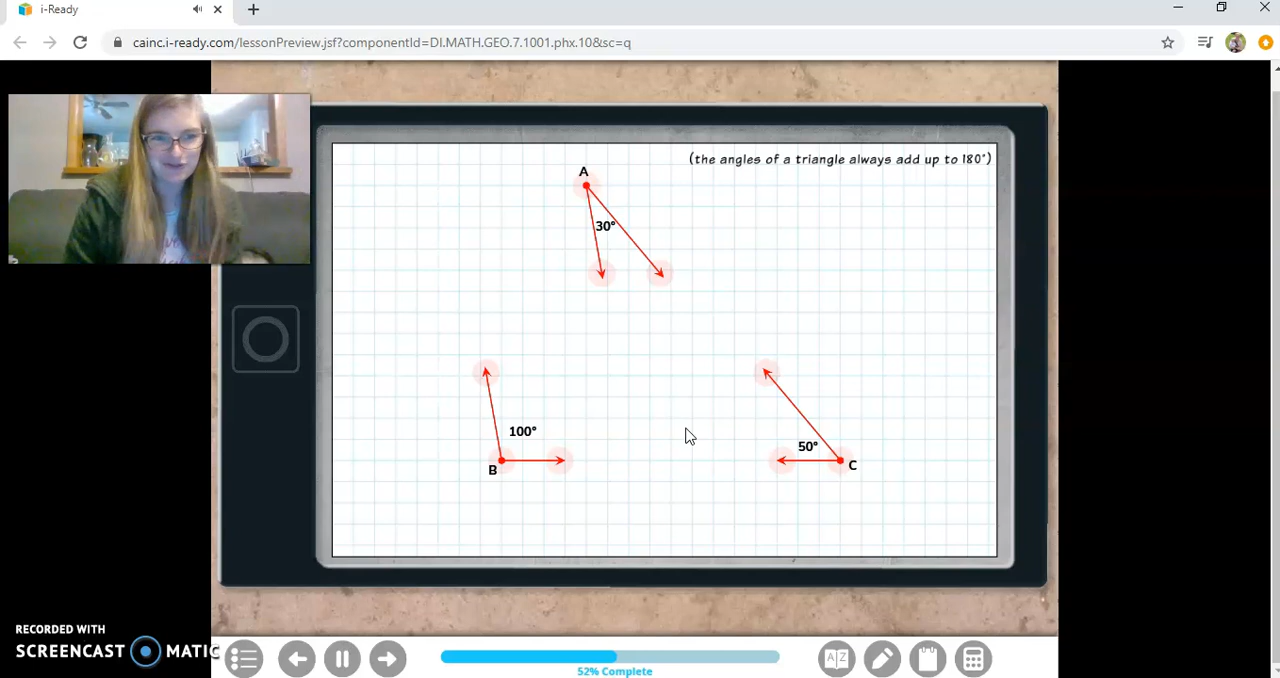 i-Ready
cainc.i-ready.com/lessonPreview.jsf?componentId=DI.MATH.GEO.7.1001.phx.10&sc=q
(the angles of a triangle always add up to 180°)
A
30°
100°
B
50°
C
RECORDED WITH
SCREENCAST MATIC
52% Complete
A Z